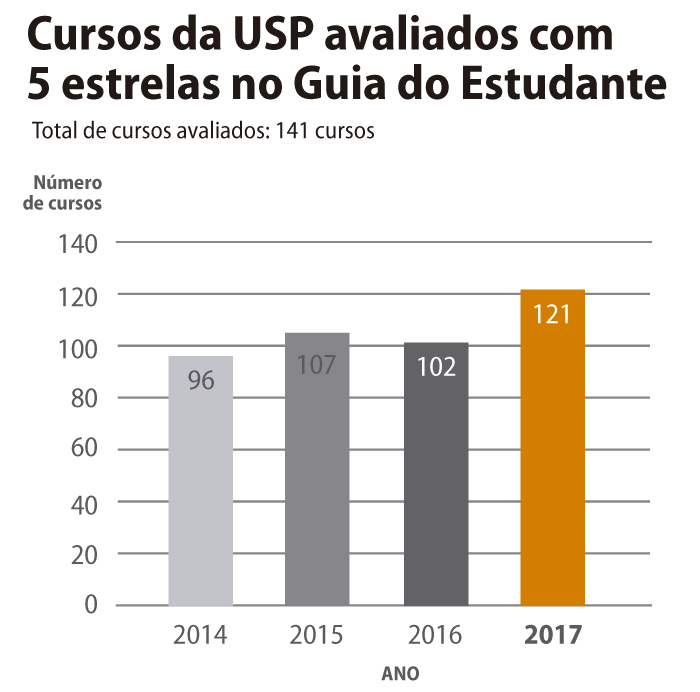 Cursos da USP avaliados com
5 estrelas no Guia do Estudante
Total de cursos avaliados: 141 cursos
Número
de cursos
140
120
100
80
60
40
20
0
96
107
102
121
2014
2015
2016
2017
ANO